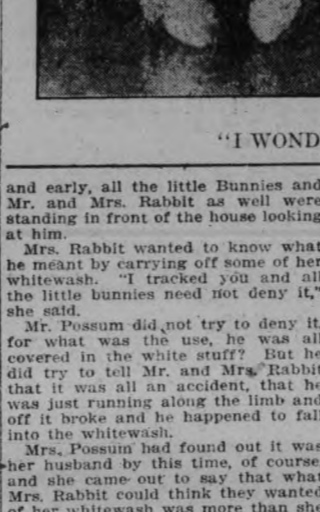 "I WOND
and early, all the little Bunnies and
Mr. and Mrs. Rabbit as well were
standing in front of the house looking
at him.
Mrs. Rabbit wanted to know what
he meant by carrying off some of her
whitewash. "I tracked you and all
the little bunnies need not deny it,"
she said.
Mr. Possum did not try to deny it
for what was the use, he was all
covered in the white stuff? But he
did try to tell Mr. and Mrs. Rabbit
that it was all an accident, that he
was just running along the limb and
off it broke and he happened to fall
into the whitewash.
Mrs. Possum had found out it was
her husband by this time, of course
and she came out to say that what
Mrs. Rabbit could think they wanted
of her whitewash was more than she